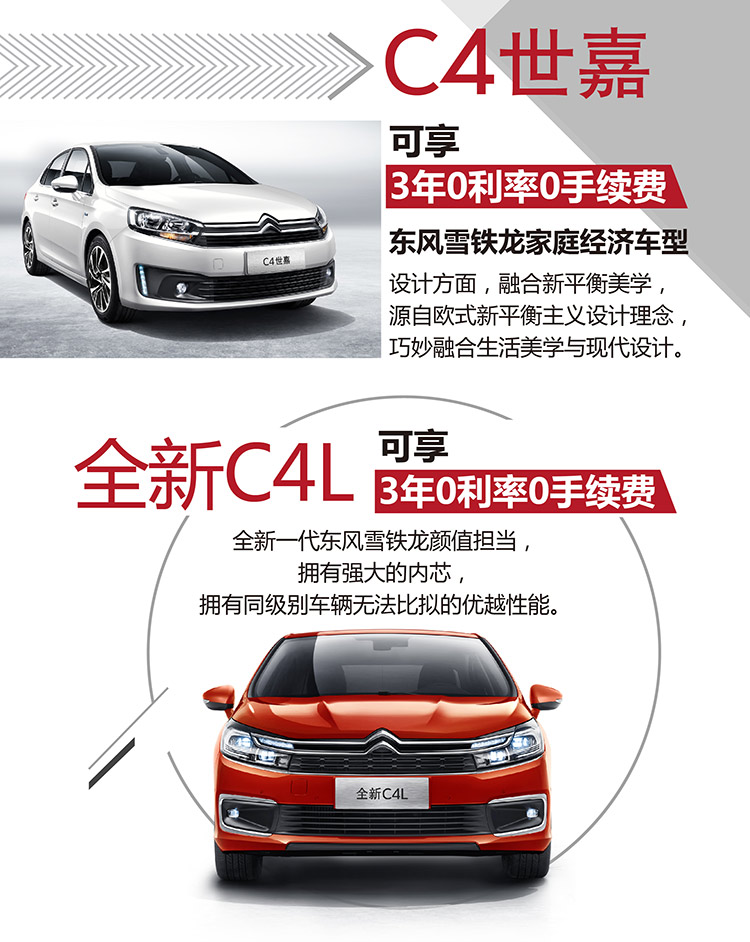 C4世嘉
可享
3年0利率0手续费
东风雪铁龙家庭经济车型
设计方面，融合新平衡美学，
源自欧式新平衡主义设计理念，
巧妙融合生活美学与现代设计。
C4世嘉
全新C4L
可享
3年0利率0手续费
全新一代东风雪铁龙颜值担当，
拥有强大的内芯，
拥有同级别车辆无法比拟的优越性能。
全新C4L